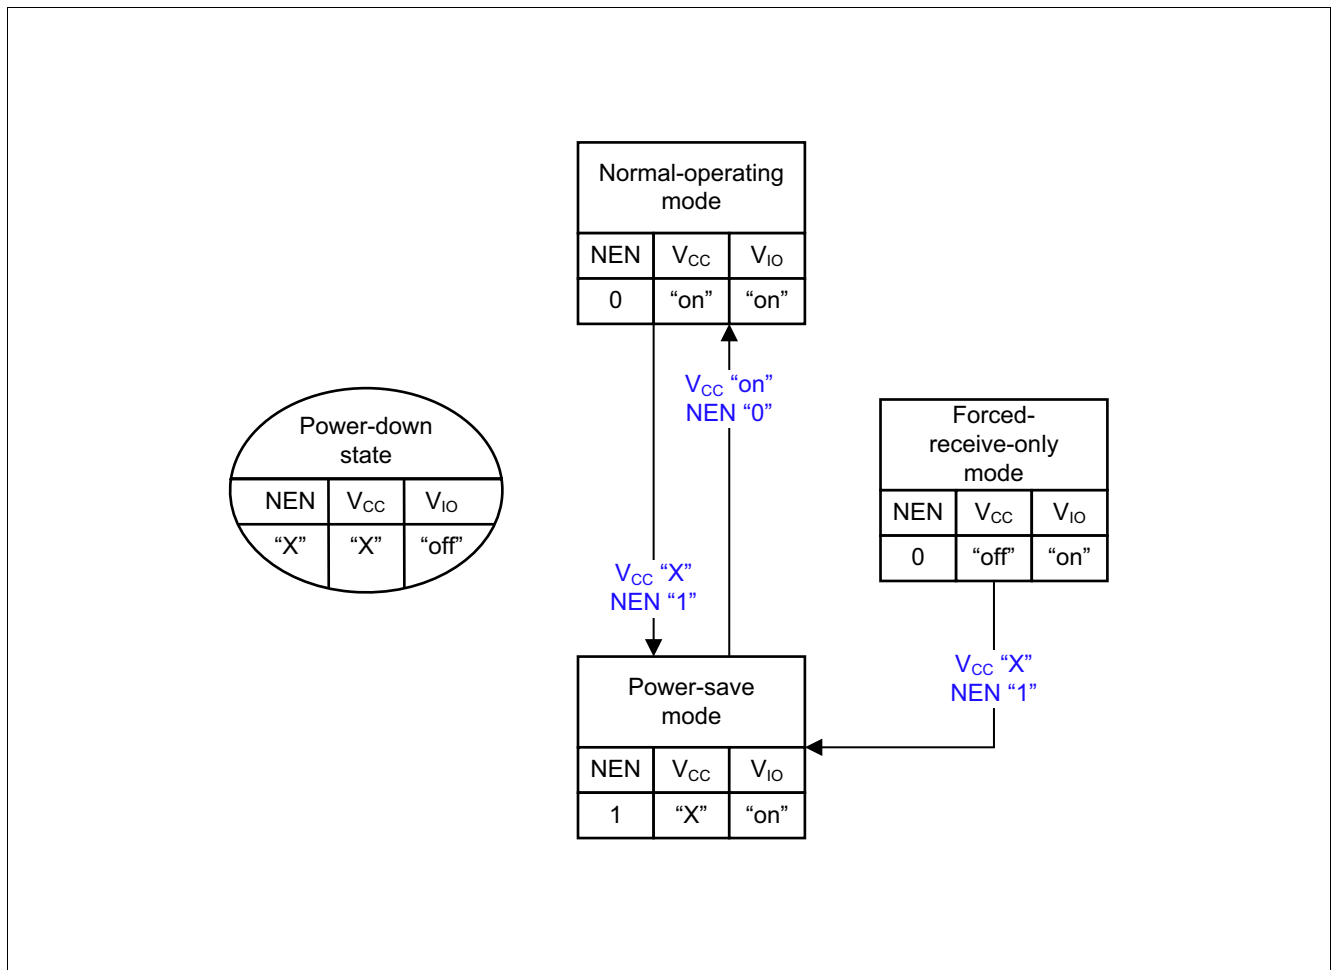 Normal-operating
mode
NEN VCC VIO
0 “on” “on”
VCC “on”
NEN “0”
Power-down
state
NEN VCC VIO
“X” “X” “off”
Forced-
receive-only
mode
NEN VCC VIO
0 “off” “on”
VCC “X”
NEN “1”
VCC “X”
NEN “1”
Power-save
mode
NEN VCC VIO
1 “X” “on”